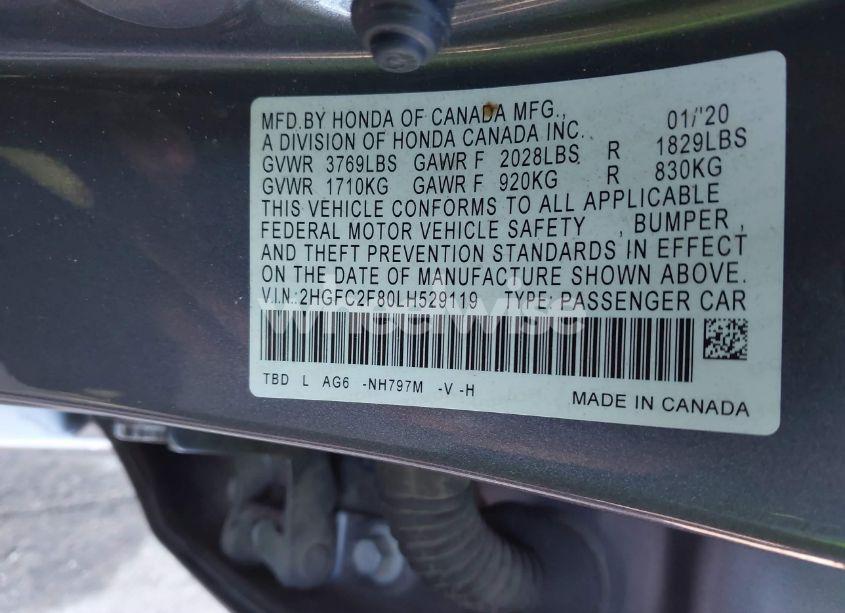 MFD.BY HONDA OF CANADA MFG., 01/'20
A DIVISION OF HONDA CANADA INC.
GVWR 3769LBS GAWR F 2028LBS R 1829LBS
GVWR 1710KG GAWR F 920KG R 830KG
THIS VEHICLE CONFORMS TO ALL APPLICABLE
FEDERAL MOTOR VEHICLE SAFETY , BUMPER ,
AND THEFT PREVENTION STANDARDS IN EFFECT
ON THE DATE OF MANUFACTURE SHOWN ABOVE.
V.I.N.:2HGFC2F80LH529119 TYPE: PASSENGER CAR
wheelwise
TBD L AG6 -NH797M -V -H
MADE IN CANADA